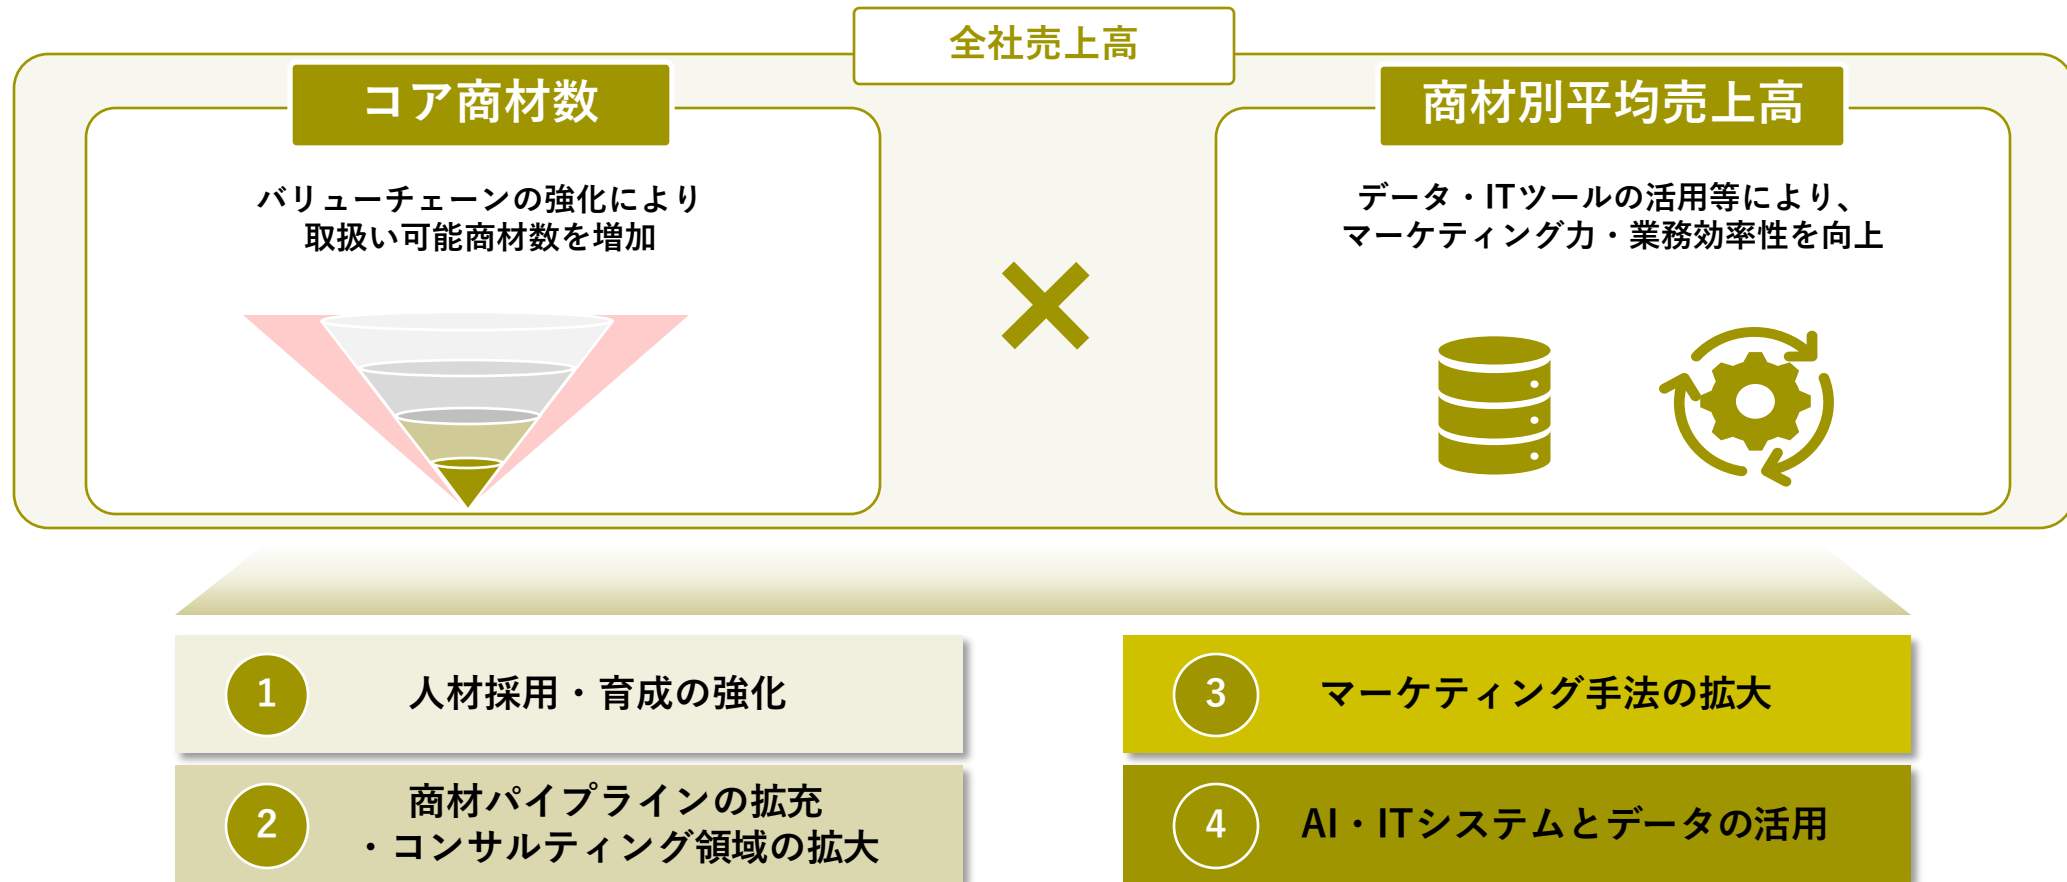 全社売上高
コア商材数
バリューチェーンの強化により
取扱い可能商材数を増加
商材別平均売上高
データ・ITツールの活用等により、
マーケティング力・業務効率性を向上
1
人材採用・育成の強化
2
商材パイプラインの拡充
・コンサルティング領域の拡大
3
マーケティング手法の拡大
4
AI・ITシステムとデータの活用